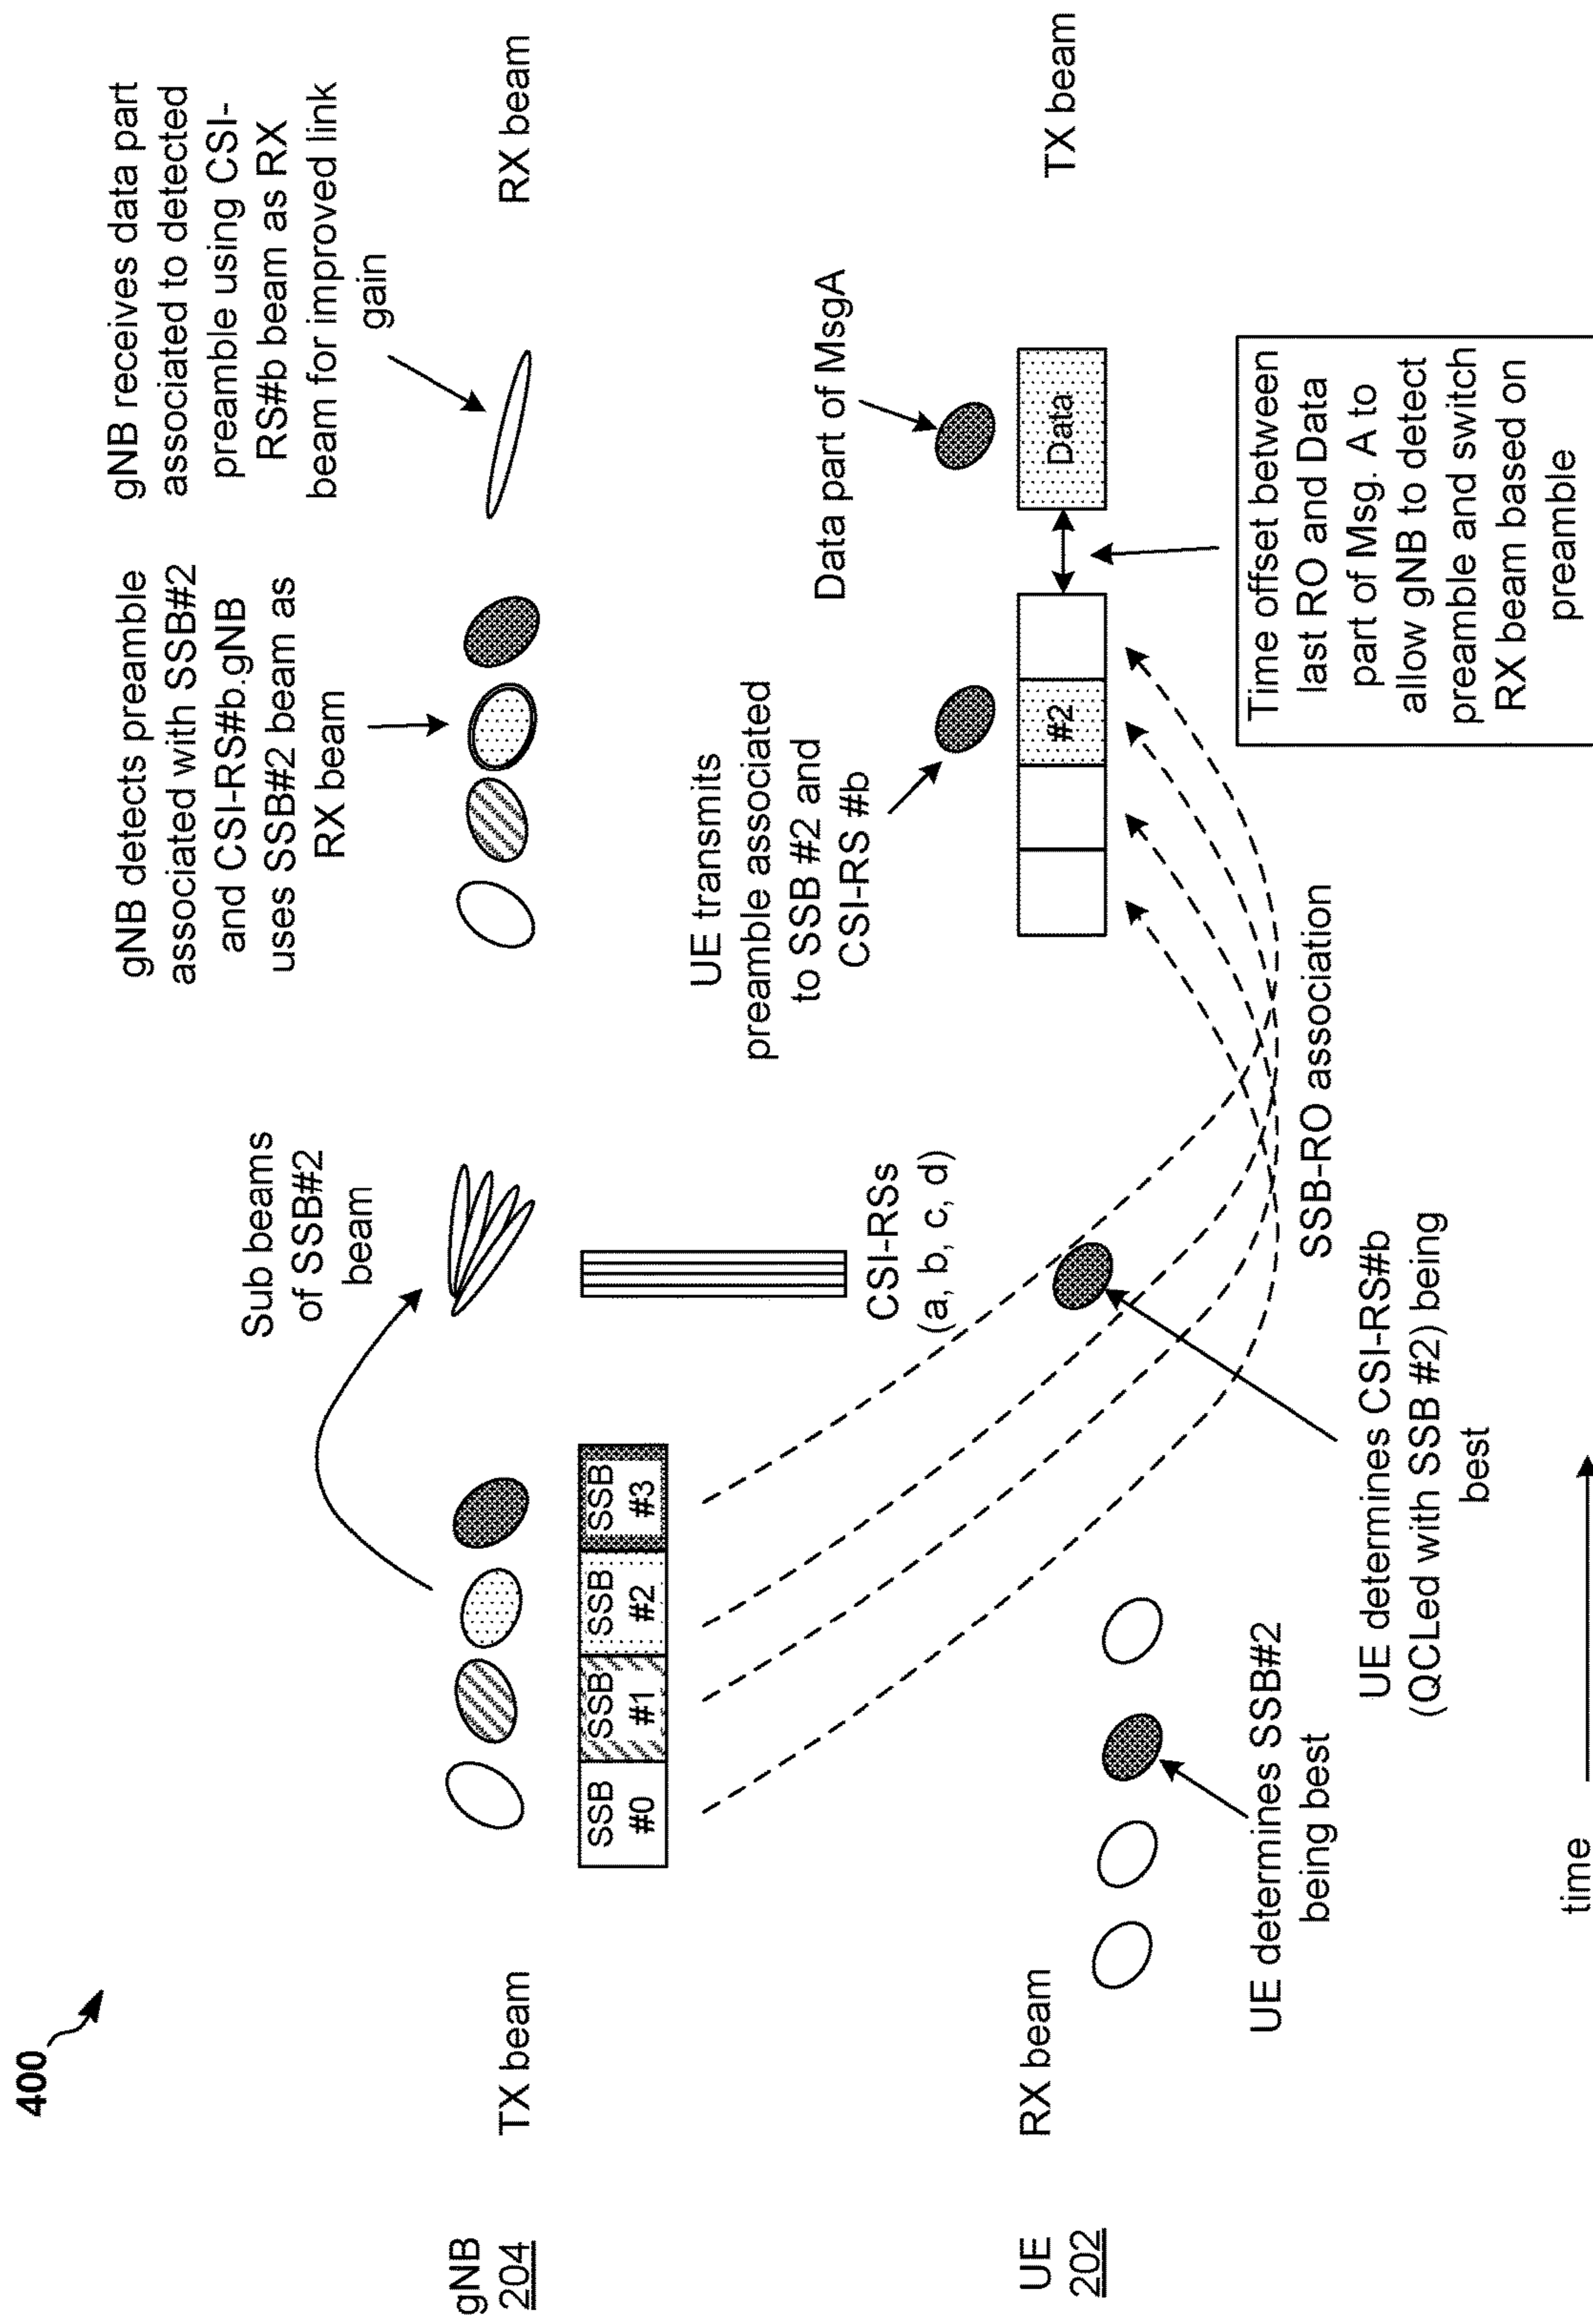 400
gNB
204
TX beam
SSB
#0
SSB
#1
SSB
#2
SSB
#3
Sub beams
of SSB#2
beam
CSI-RSs
(a, b, c, d)
gNB detects preamble
associated with SSB#2
and CSI-RS#b.gNB
uses SSB#2 beam as
RX beam
gNB receives data part
associated to detected
preamble using CSI-
RS#b beam as RX
beam for improved link
gain
RX beam
UE
202
RX beam
UE determines SSB#2
being best
UE determines CSI-RS#b
(QCLed with SSB #2) being
best
SSB-RO association
UE transmits
preamble associated
to SSB #2 and
CSI-RS #b
#2
Data part of MsgA
Data
TX beam
Time offset between
last RO and Data
part of Msg. A to
allow gNB to detect
preamble and switch
RX beam based on
preamble
time